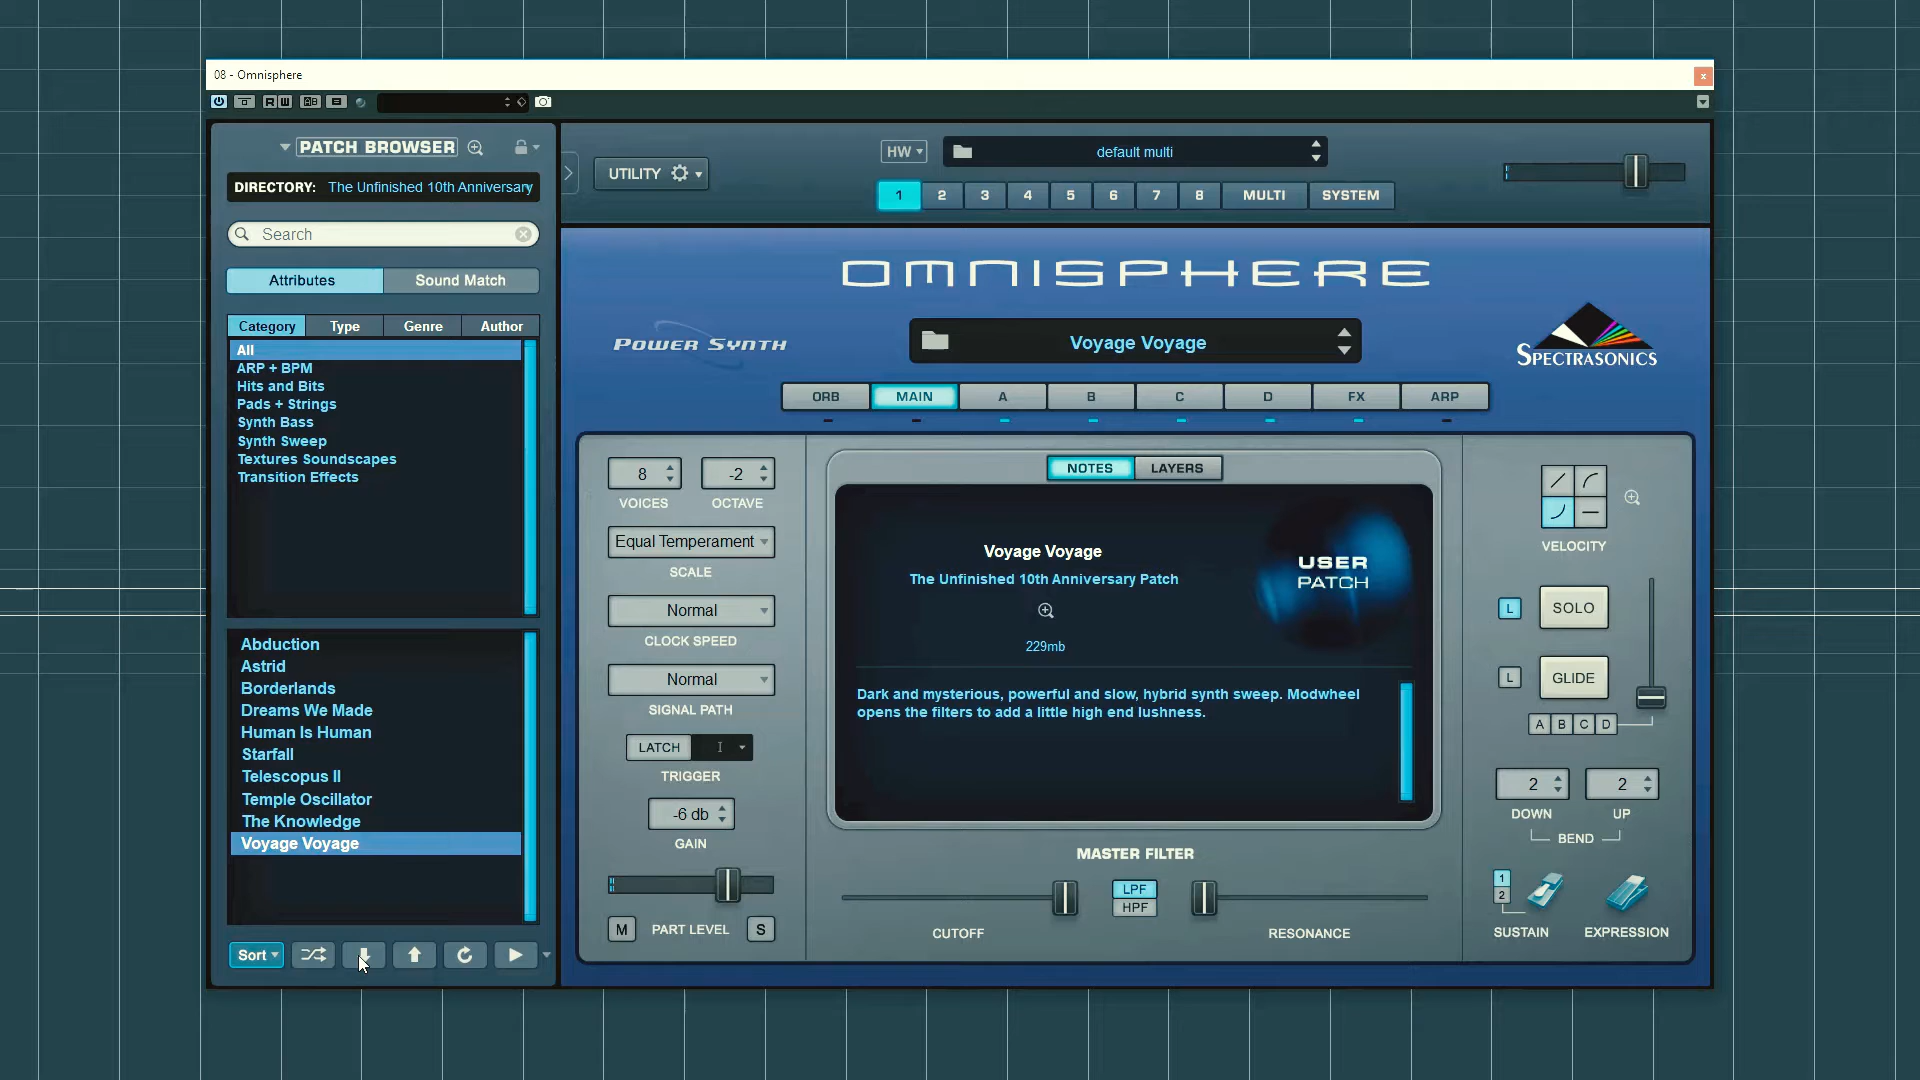 08 - Omnisphere
R W
PATCH BROWSER
DIRECTORY: The Unfinished 10th Anniversary
Search
Attributes Sound Match
Category Type Genre Author
All
ARP + BPM
Hits and Bits
Pads + Strings
Synth Bass
Synth Sweep
Textures Soundscapes
Transition Effects
Abduction
Astrid
Borderlands
Dreams We Made
Human Is Human
Starfall
Telescopus II
Temple Oscillator
The Knowledge
Voyage Voyage
Sort
UTILITY
HW
default multi
1 2 3 4 5 6 7 8 MULTI SYSTEM
OMNISPHERE
POWER SYNTH
Voyage Voyage
SPECTRASONICS
ORB MAIN A B C D FX ARP
8 -2
VOICES OCTAVE
Equal Temperament
SCALE
Normal
CLOCK SPEED
Normal
SIGNAL PATH
LATCH
TRIGGER
-6 db
GAIN
M PART LEVEL S
NOTES LAYERS
Voyage Voyage
The Unfinished 10th Anniversary Patch
229mb
USER
PATCH
Dark and mysterious, powerful and slow, hybrid synth sweep. Modwheel
opens the filters to add a little high end lushness.
MASTER FILTER
LPF
HPF
CUTOFF RESONANCE
VELOCITY
L SOLO
L GLIDE
A B C D
2 2
DOWN UP
BEND
1
2
SUSTAIN EXPRESSION